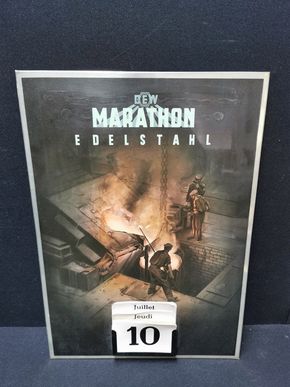 DEW
MARATHON
EDELSTAHL
Juillet
Jeudi
10